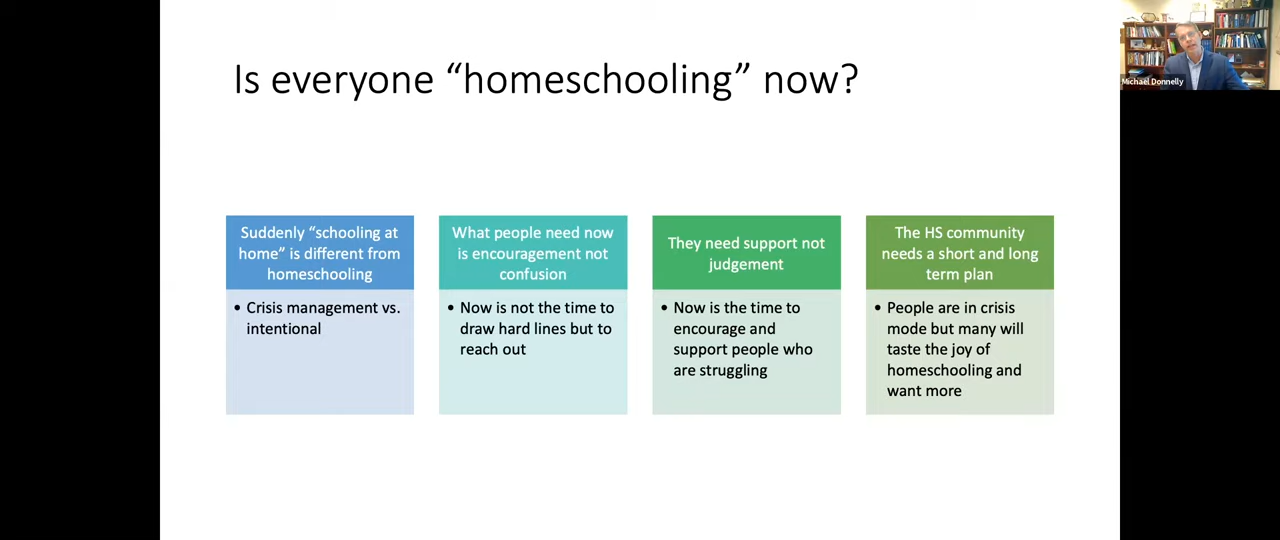 Is everyone “homeschooling” now?
Michael Donnelly
Suddenly “schooling at
home” is different from
homeschooling
• Crisis management vs.
intentional
What people need now
is encouragement not
confusion
• Now is not the time to
draw hard lines but to
reach out
They need support not
judgement
• Now is the time to
encourage and
support people who
are struggling
The HS community
needs a short and long
term plan
• People are in crisis
mode but many will
taste the joy of
homeschooling and
want more